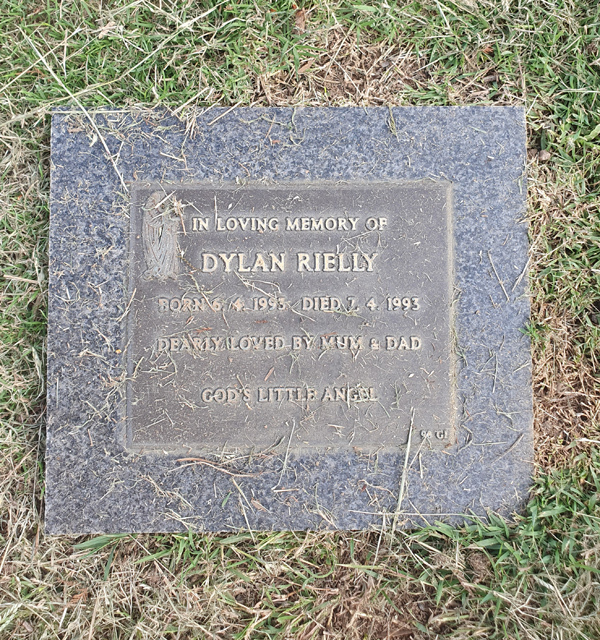 IN LOVING MEMORY OF
DYLAN RIELLY
BORN 6. 4. 1993 DIED 7. 4. 1993
DEARLY LOVED BY MUM & DAD
GOD'S LITTLE ANGEL